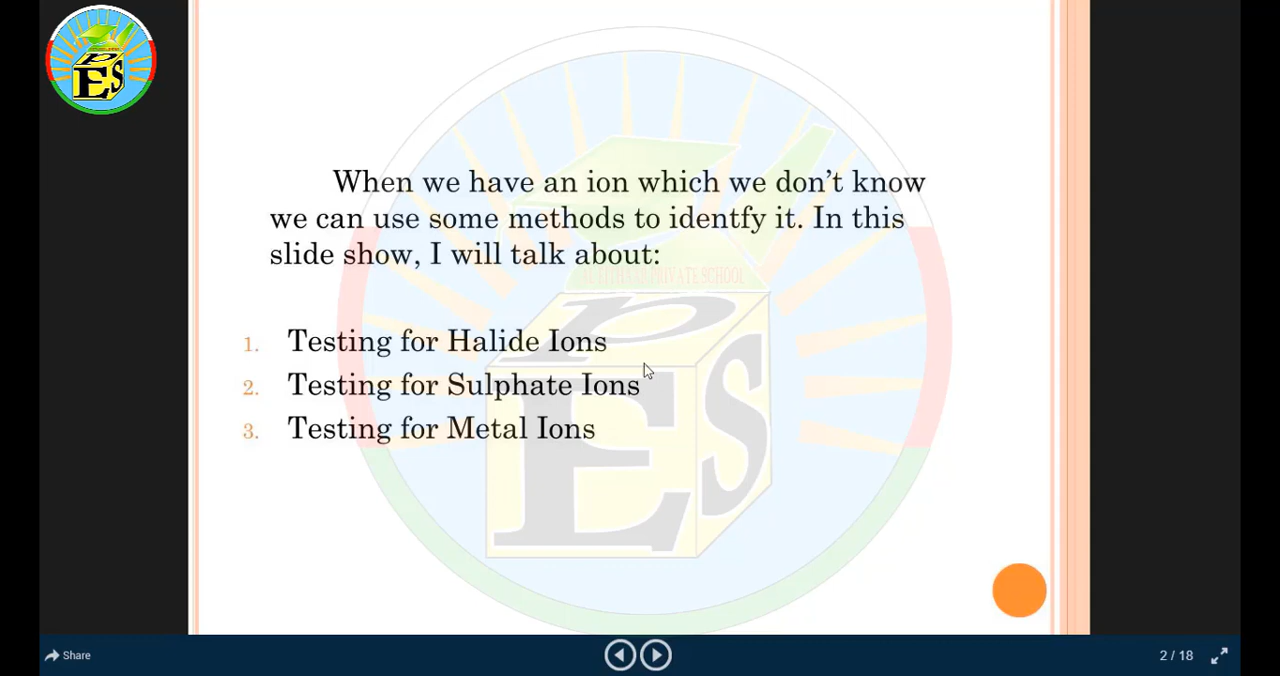 PES
When we have an ion which we don't know
we can use some methods to identfy it. In this
slide show, I will talk about:
1. Testing for Halide Ions
2. Testing for Sulphate Ions
3. Testing for Metal Ions
PES
Share
2 / 18